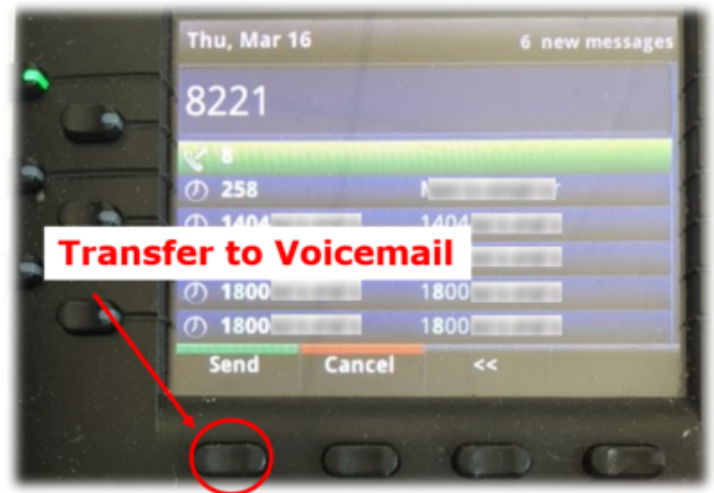 Thu, Mar 16 6 new messages
8221
8
258
1404 1404
Transfer to Voicemail
1800 1800
1800 1800
Send Cancel <<